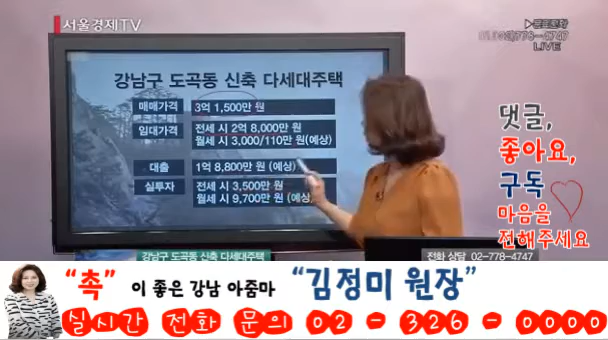 서울경제TV
778-4747
LIVE
강남구 도곡동 신축 다세대주택
매매가격 3억 1,500만 원
임대가격 전세 시 2억 8,000만 원
월세 시 3,000/110만 원(예상)
대출 1억 8,800만 원 (예상)
실투자 전세 시 3,500만 원
월세 시 9,700만 원 (예상
댓글,
좋아요,
구독
마음을
전해주세요
강남구 도곡동 신축 다세대주택
전화 상담 02-778-4747
"촉" 이 좋은 강남 아줌마 "김정미 원장"
실시간 전화 문의 02 - 326 - 0000